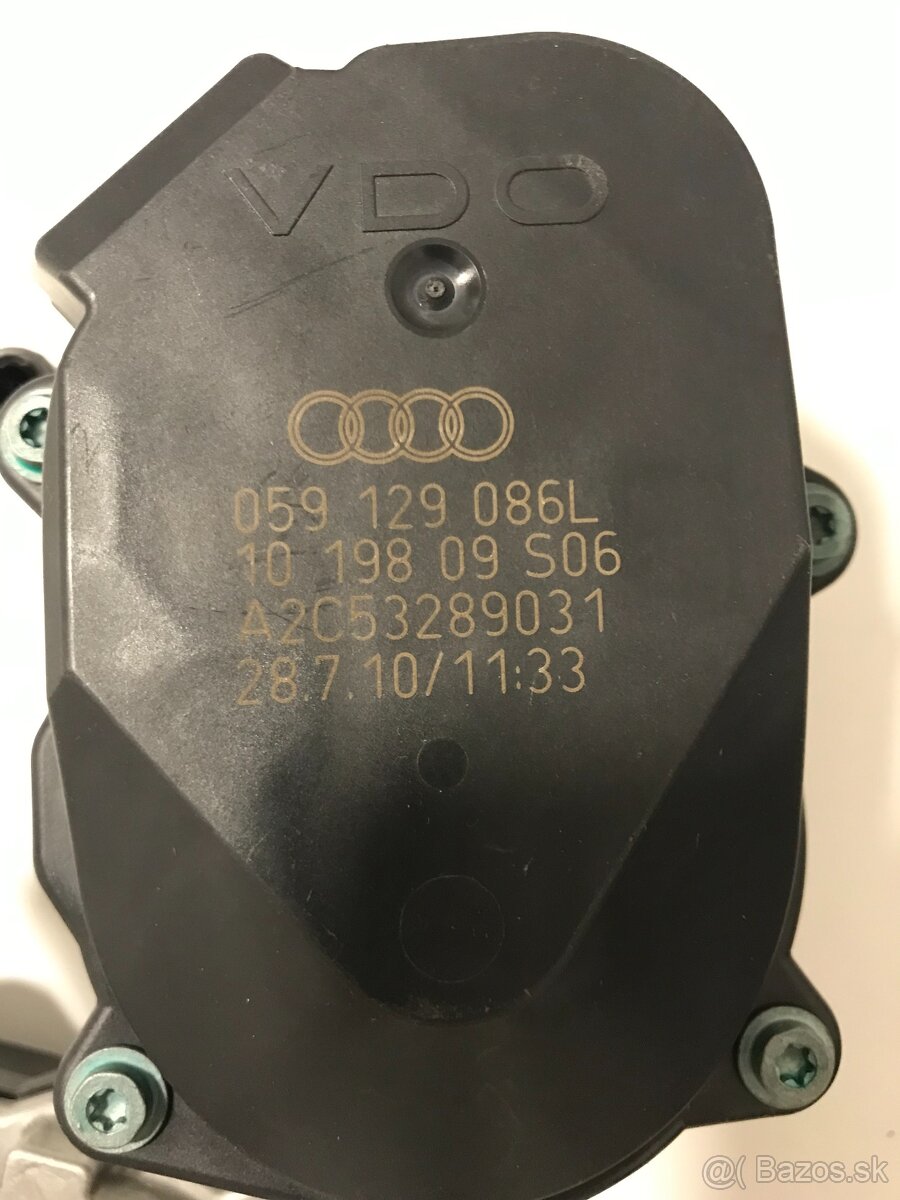 VDO
059 129 086L
10 198 09 S06
A2C53289031
28.7.10/11:33
@( Bazos.sk